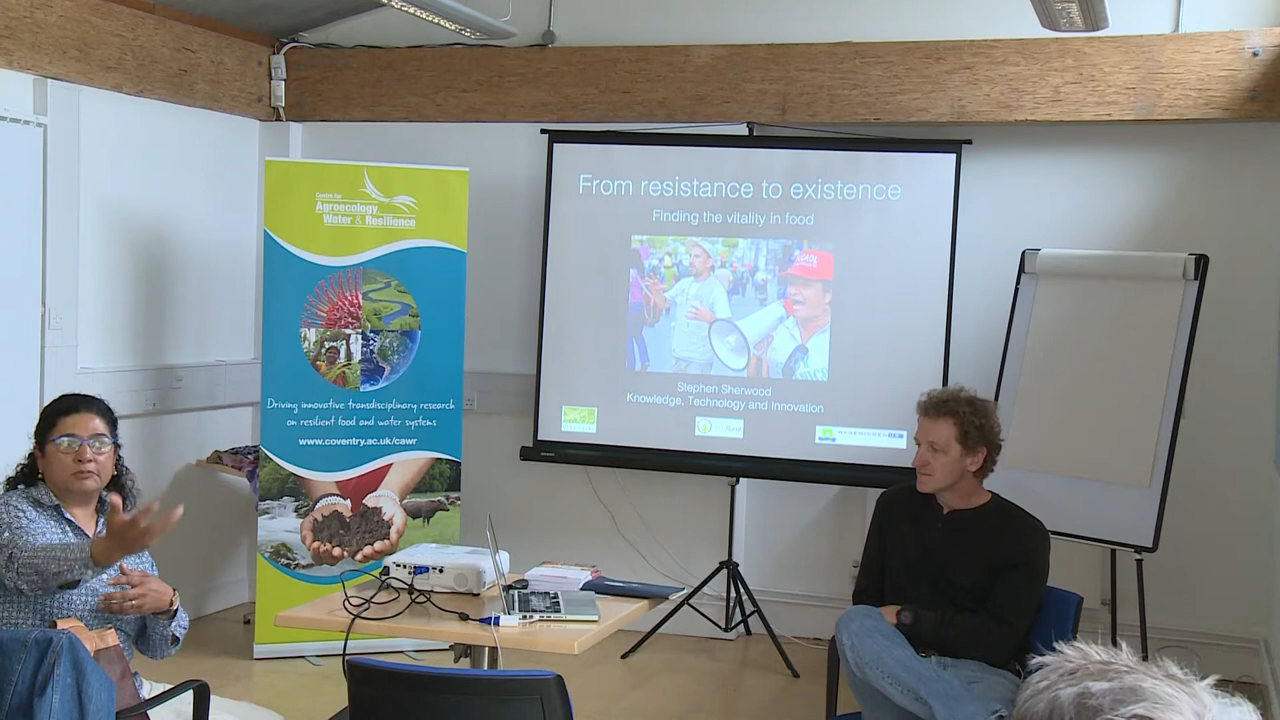 Centre for
Agroecology
Water & Resilience
Driving innovative transdisciplinary research
on resilient food and water systems
www.coventry.ac.uk/cawr
From resistance to existence
Finding the vitality in food
Stephen Sherwood
Knowledge, Technology and Innovation